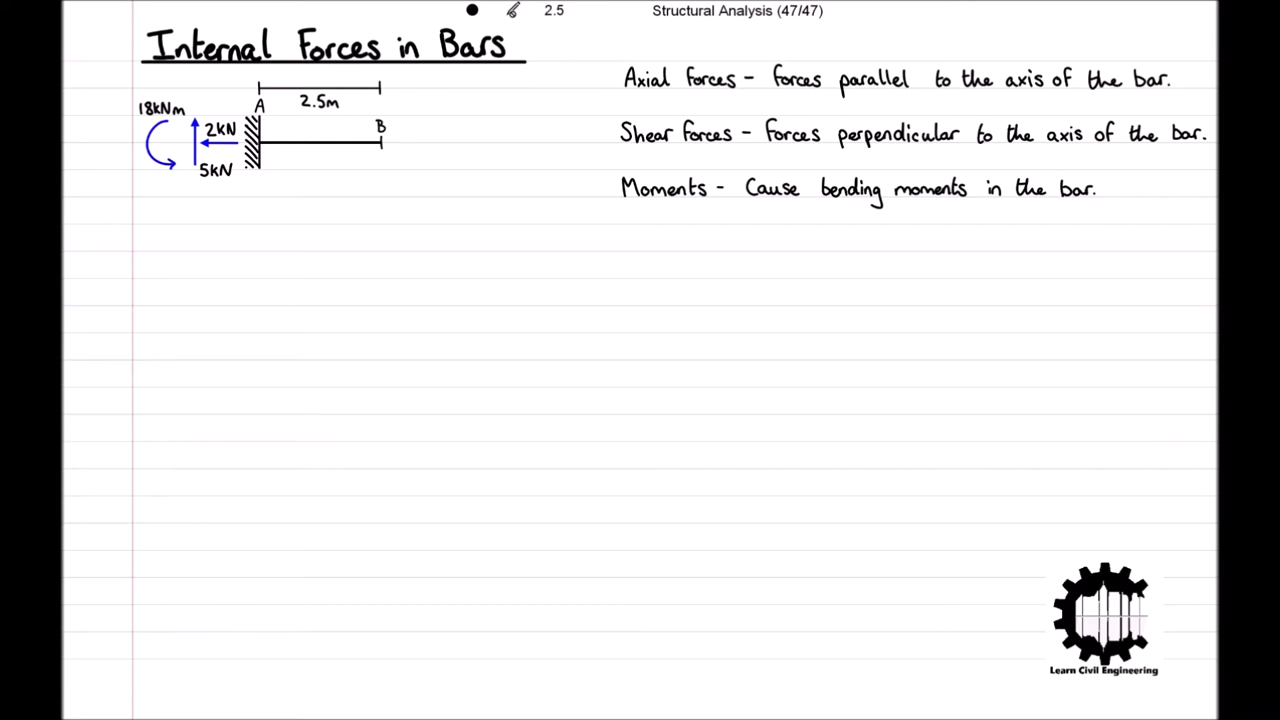 2.5 Structural Analysis (47/47)
Internal Forces in Bars
Axial forces - forces parallel to the axis of the bar.
Shear forces - forces perpendicular to the axis of the bar.
Moments - Cause bending moments in the bar.
2.5m
18kNm
A
2kN
B
5kN
Learn Civil Engineering